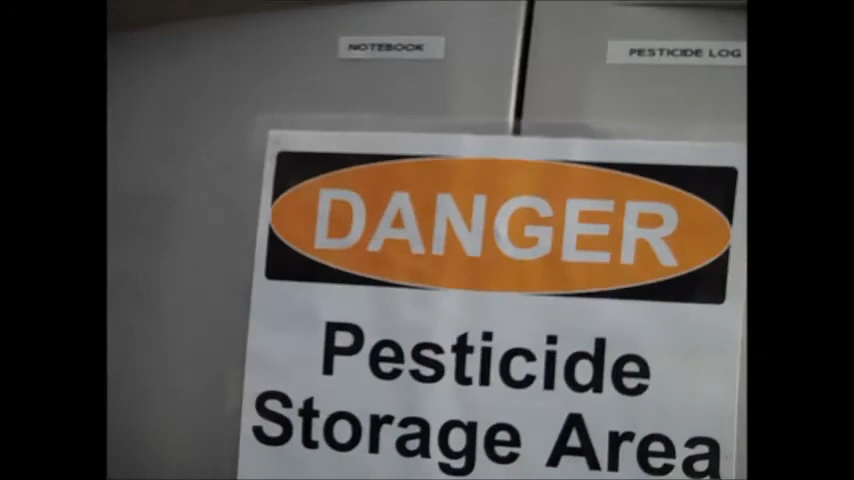 NOTEBOOK
PESTICIDE LOG
DANGER
Pesticide
Storage Area